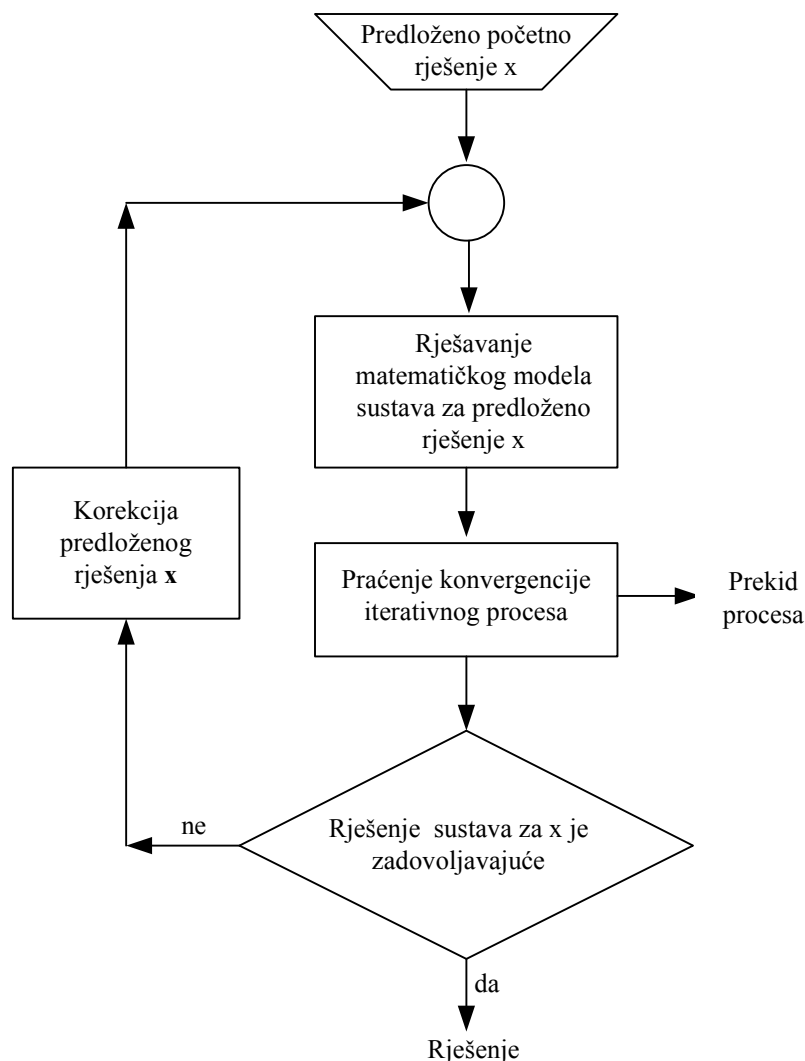 Predloženo početno
rješenje x
Rješavanje
matematičkog modela
sustava za predloženo
rješenje x
Korekcija
predloženog
rješenja x
Praćenje konvergencije
iterativnog procesa
Prekid
procesa
ne
Rješenje sustava za x je
zadovoljavajuće
da
Rješenje